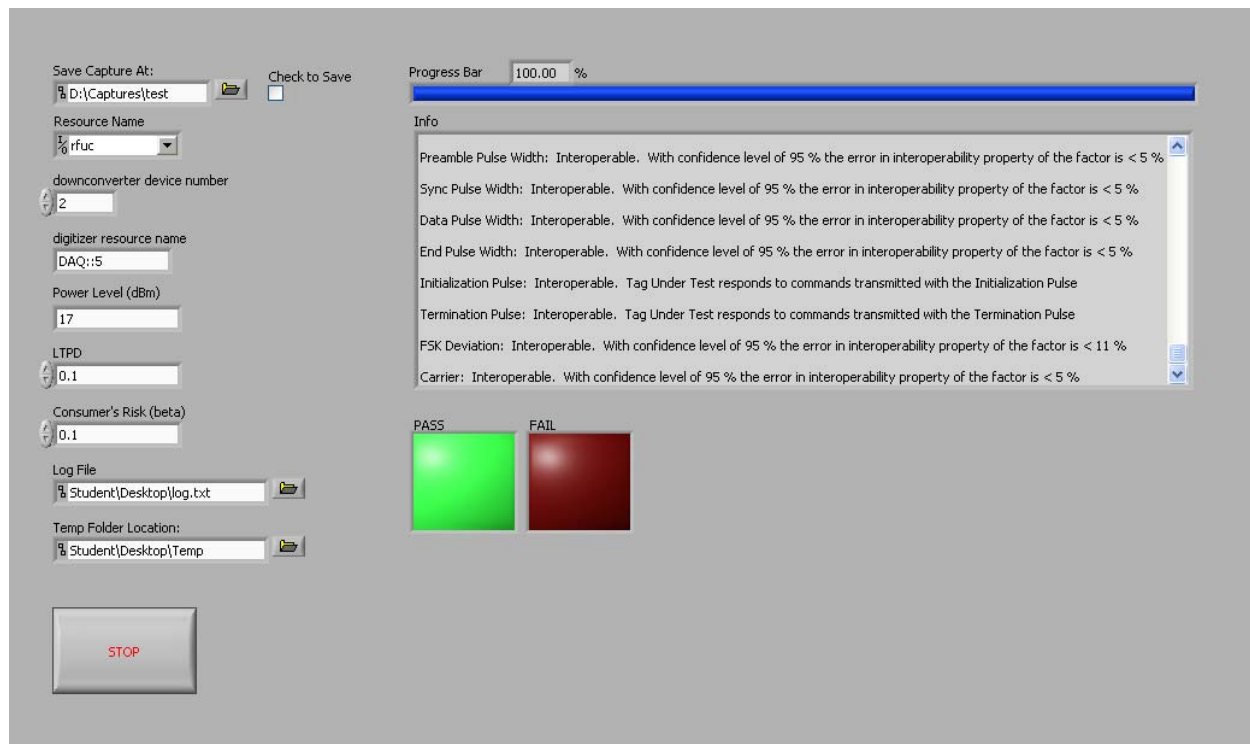 Save Capture At:
D:\Captures\test
Check to Save
Resource Name
rfuc
downconverter device number
2
digitizer resource name
DAQ::5
Power Level (dBm)
17
LTPD
0.1
Consumer's Risk (beta)
0.1
Log File
Student\Desktop\log.txt
Temp Folder Location:
Student\Desktop\Temp
STOP
Progress Bar 100.00 %
Info
Preamble Pulse Width: Interoperable. With confidence level of 95 % the error in interoperability property of the factor is < 5 %
Sync Pulse Width: Interoperable. With confidence level of 95 % the error in interoperability property of the factor is < 5 %
Data Pulse Width: Interoperable. With confidence level of 95 % the error in interoperability property of the factor is < 5 %
End Pulse Width: Interoperable. With confidence level of 95 % the error in interoperability property of the factor is < 5 %
Initialization Pulse: Interoperable. Tag Under Test responds to commands transmitted with the Initialization Pulse
Termination Pulse: Interoperable. Tag Under Test responds to commands transmitted with the Termination Pulse
FSK Deviation: Interoperable. With confidence level of 95 % the error in interoperability property of the factor is < 11 %
Carrier: Interoperable. With confidence level of 95 % the error in interoperability property of the factor is < 5 %
PASS
FAIL